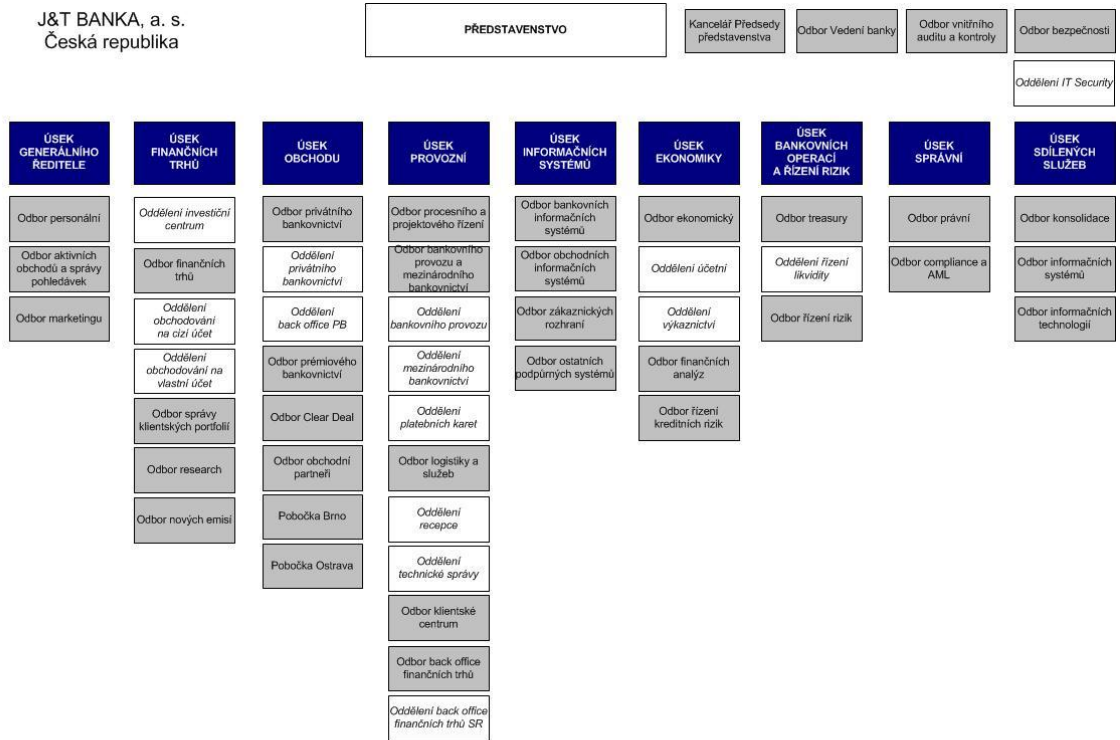 J&T BANKA, a. s.
Česká republika
PŘEDSTAVENSTVO
Kancelář Předsedy
představenstva
Odbor Vedení banky
Odbor vnitřního
auditu a kontroly
Odbor bezpečnosti
Oddělení IT Security
ÚSEK
GENERÁLNÍHO
ŘEDITELE
Odbor personální
Odbor aktivních
obchodů a správy
pohledávek
Odbor marketingu
ÚSEK
FINANČNÍCH
TRHŮ
Oddělení investiční
centrum
Odbor finančních
trhů
Oddělení
obchodování
na cizí účet
Oddělení
obchodování na
vlastní účet
Odbor správy
klientských portfolií
Odbor research
Odbor nových emisí
ÚSEK
OBCHODU
Odbor privátního
bankovnictví
Oddělení
privátního
bankovnictví
Oddělení
back office PB
Odbor prémiového
bankovnictví
Odbor Clear Deal
Odbor obchodní
partneři
Pobočka Brno
Pobočka Ostrava
ÚSEK
PROVOZNÍ
Odbor procesního a
projektového řízení
Odbor bankovního
provozu a
mezinárodního
bankovnictví
Oddělení
bankovního provozu
Oddělení
mezinárodního
bankovnictví
Oddělení
platebních karet
Odbor logistiky a
služeb
Oddělení
recepce
Oddělení
technické správy
Odbor klientské
centrum
Odbor back office
finančních trhů
Oddělení back office
finančních trhů SR
ÚSEK
INFORMAČNÍCH
SYSTÉMŮ
Odbor bankovních
informačních
systémů
Odbor obchodních
informačních
systémů
Odbor zákaznických
rozhraní
Odbor ostatních
podpůrných systémů
ÚSEK
EKONOMIKY
Odbor ekonomický
Oddělení účetní
Oddělení
výkaznictví
Odbor finančních
analýz
Odbor řízení
kreditních rizik
ÚSEK
BANKOVNÍCH
OPERACÍ
A ŘÍZENÍ RIZIK
Odbor treasury
Oddělení řízení
likvidity
Odbor řízení rizik
ÚSEK
SPRÁVNÍ
Odbor právní
Odbor compliance a
AML
ÚSEK
SDÍLENÝCH
SLUŽEB
Odbor konsolidace
Odbor informačních
systémů
Odbor informačních
technologií